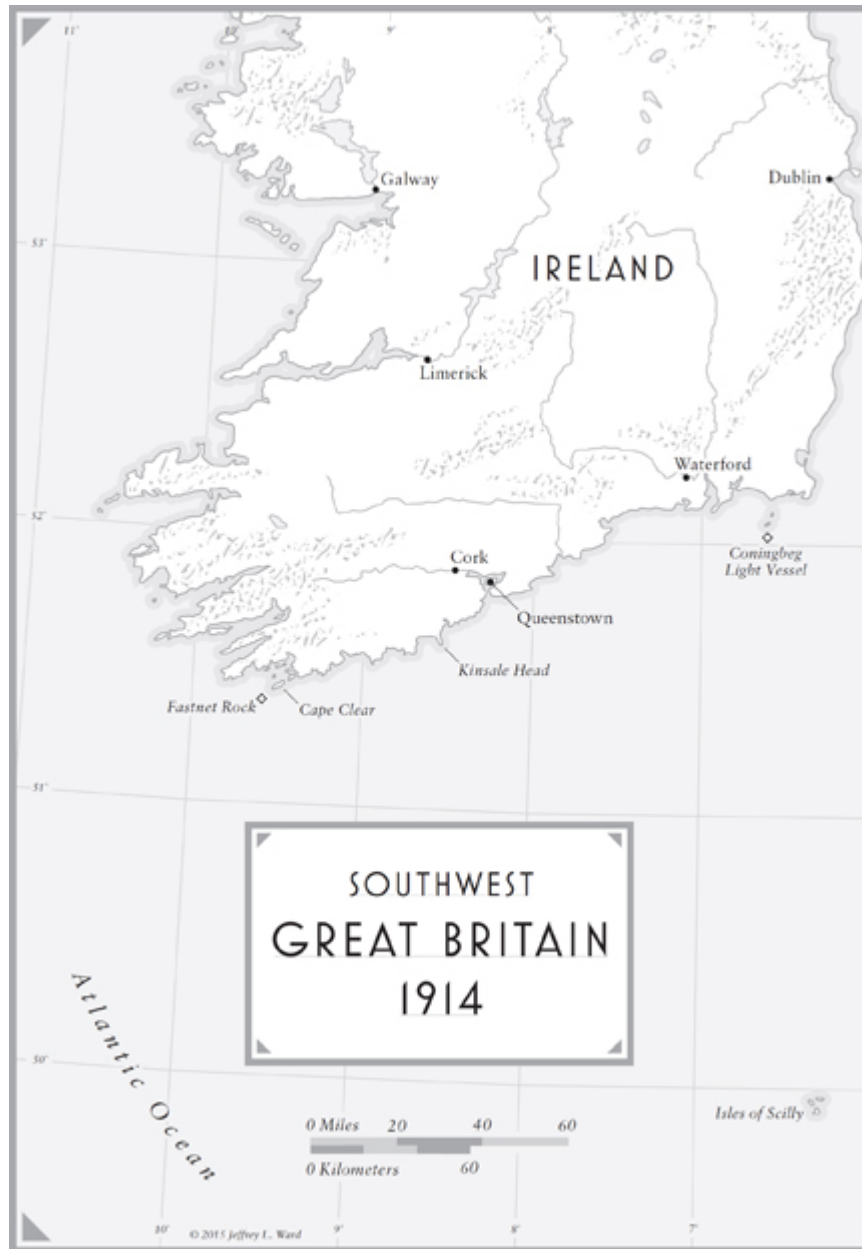 11°
10°
9°
8°
7°
Galway
Dublin
53°
IRELAND
Limerick
Waterford
52°
Coningbeg
Light Vessel
Cork
Queenstown
Kinsale Head
Fastnet Rock
Cape Clear
51°
SOUTHWEST
GREAT BRITAIN
1914
Atlantic Ocean
50°
Isles of Scilly
0 Miles 20 40 60
0 Kilometers 60
10°
9°
8°
7°
© 2015 Jeffrey L. Ward